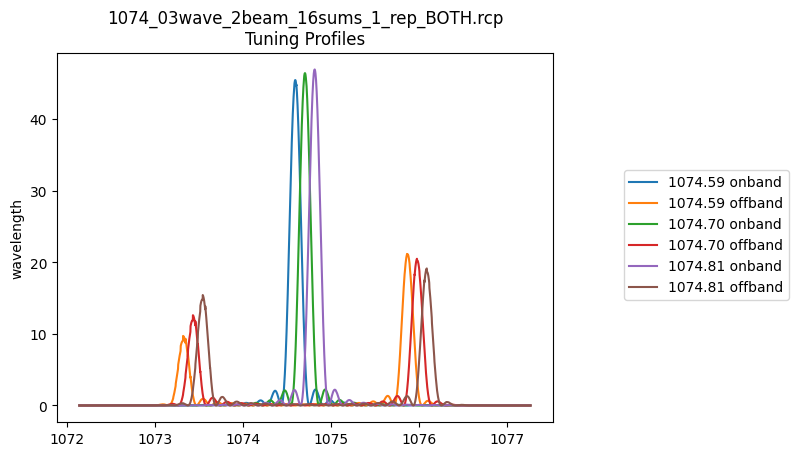 1074_03wave_2beam_16sums_1_rep_BOTH.rcp
Tuning Profiles
wavelength
40
30
20
10
0
1072
1073
1074
1075
1076
1077
1074.59 onband
1074.59 offband
1074.70 onband
1074.70 offband
1074.81 onband
1074.81 offband